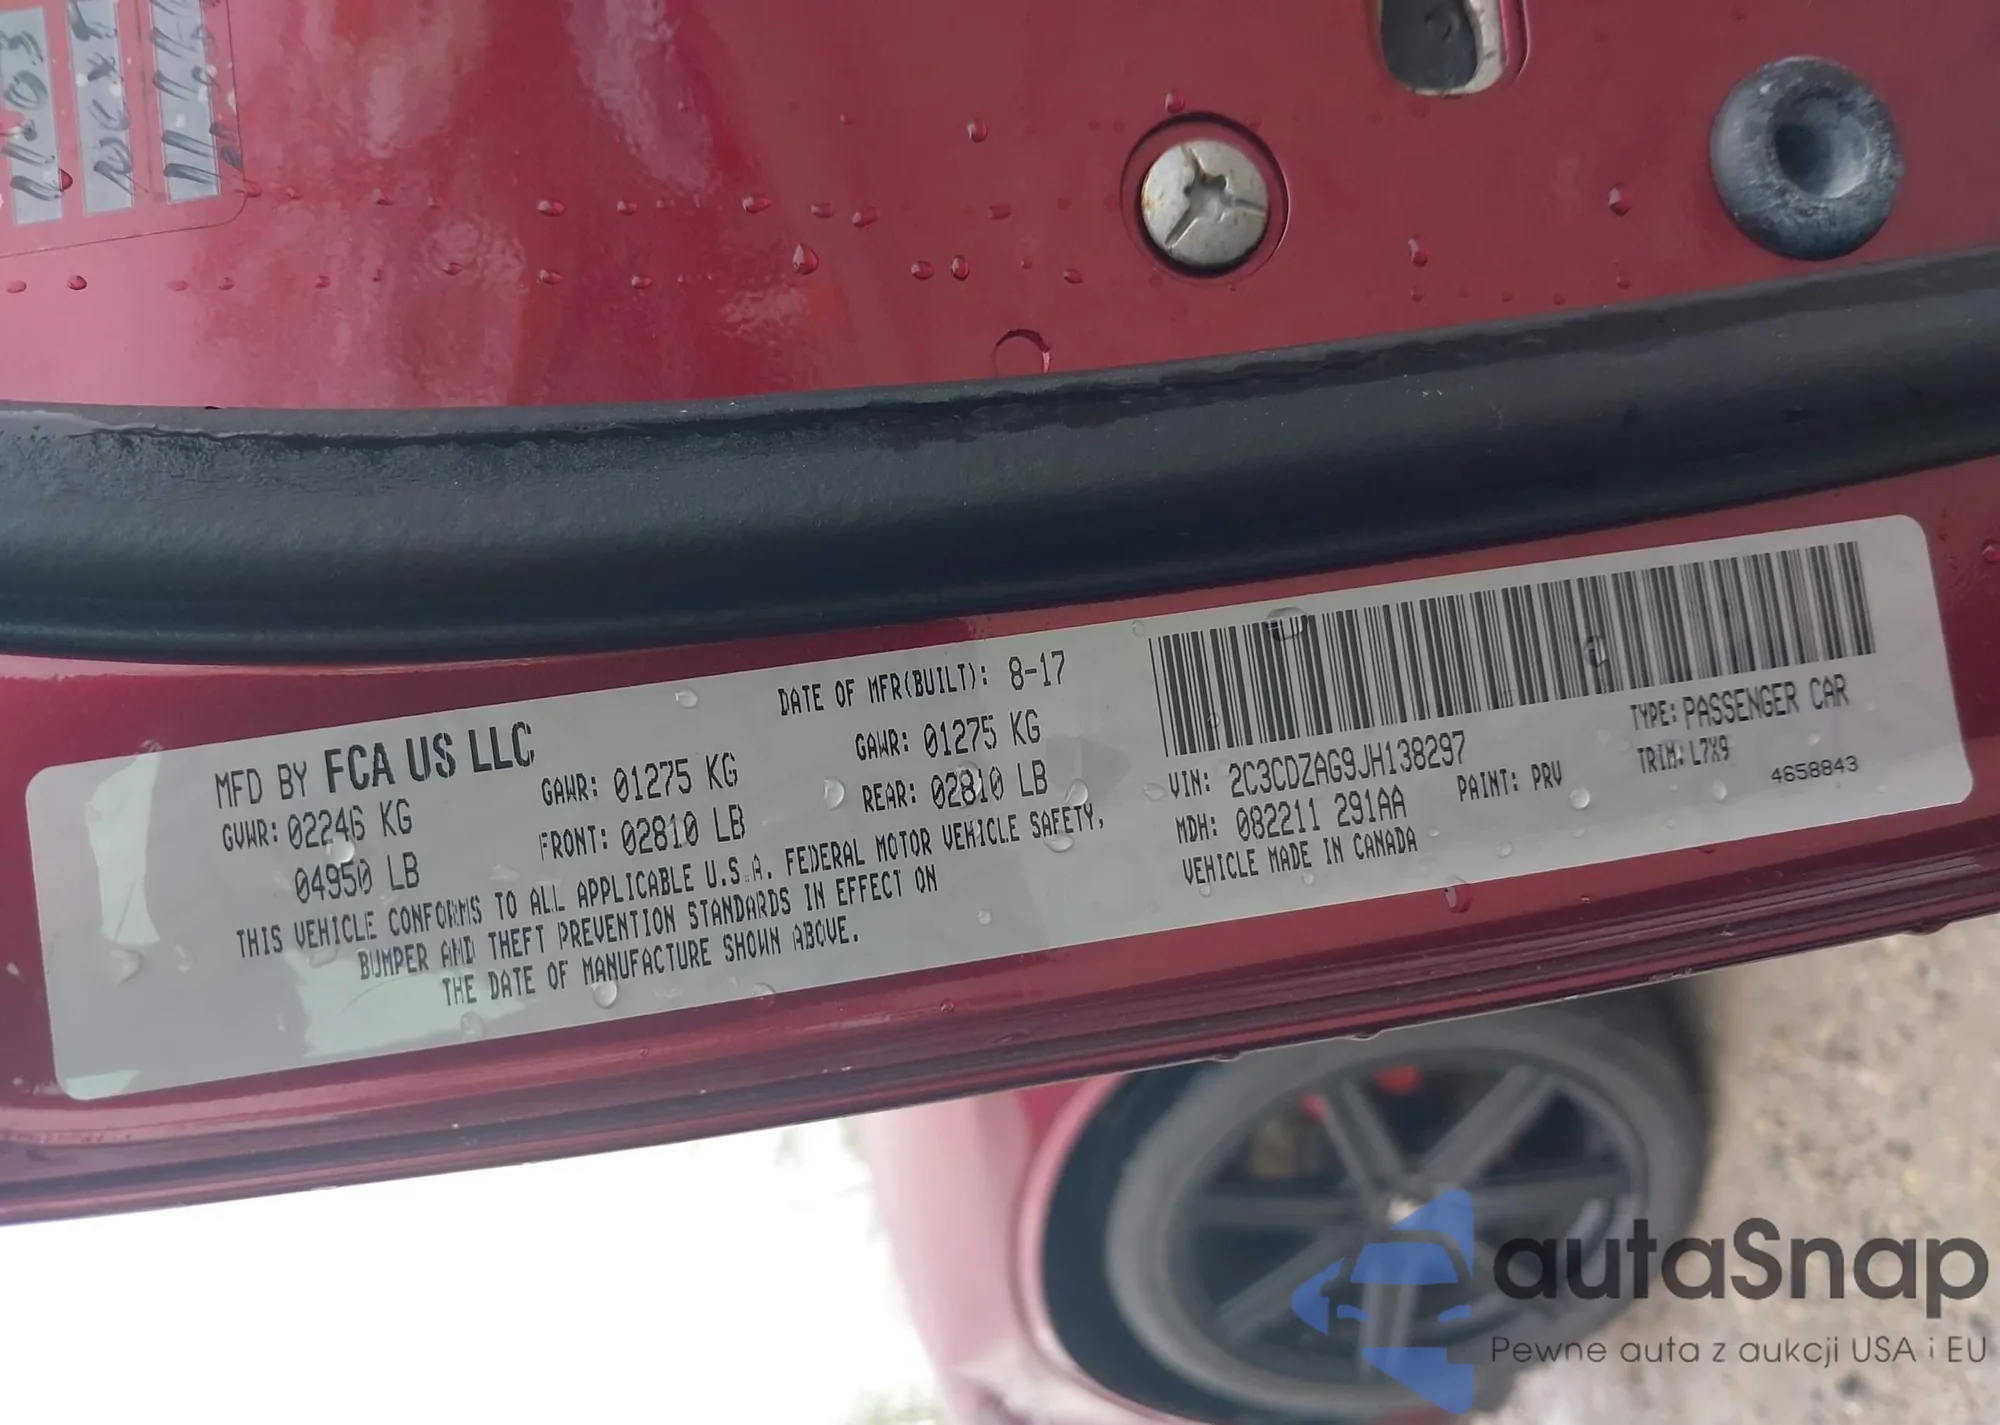 MFD BY FCA US LLC
DATE OF MFR(BUILT): 8-17
GVWR: 02246 KG
04950 LB
GAWR: 01275 KG
FRONT: 02810 LB
GAWR: 01275 KG
REAR: 02810 LB
THIS VEHICLE CONFORMS TO ALL APPLICABLE U.S.A. FEDERAL MOTOR VEHICLE SAFETY,
BUMPER AND THEFT PREVENTION STANDARDS IN EFFECT ON
THE DATE OF MANUFACTURE SHOWN ABOVE.
VIN: 2C3CDZAG9JH138297
TYPE: PASSENGER CAR
MDH: 082211 291AA
PAINT: PRV
TRIM: L7X9
VEHICLE MADE IN CANADA
4658843
autaSnap
Pewne auta z aukcji USA i EU